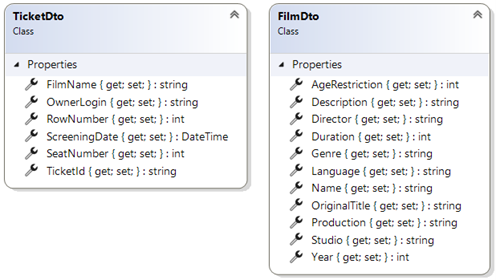 TicketDto
Class
Properties
FilmName { get; set; } : string
OwnerLogin { get; set; } : string
RowNumber { get; set; } : int
ScreeningDate { get; set; } : DateTime
SeatNumber { get; set; } : int
TicketId { get; set; } : string
FilmDto
Class
Properties
AgeRestriction { get; set; } : int
Description { get; set; } : string
Director { get; set; } : string
Duration { get; set; } : int
Genre { get; set; } : string
Language { get; set; } : string
Name { get; set; } : string
OriginalTitle { get; set; } : string
Production { get; set; } : string
Studio { get; set; } : string
Year { get; set; } : int